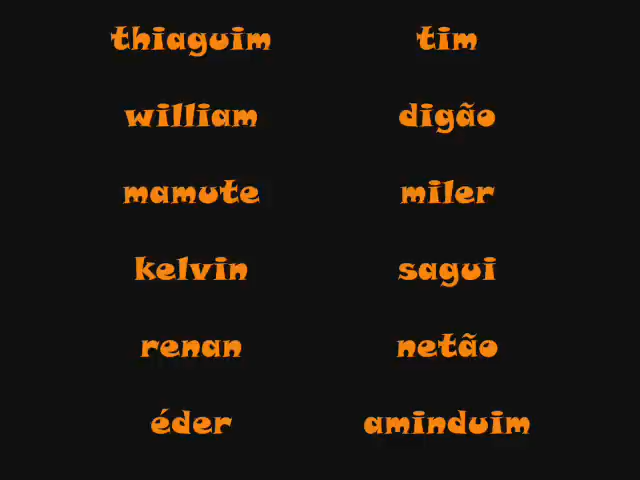 thiaguim tim
william digão
mamute miler
kelvin sagui
renan netão
éder aminduim